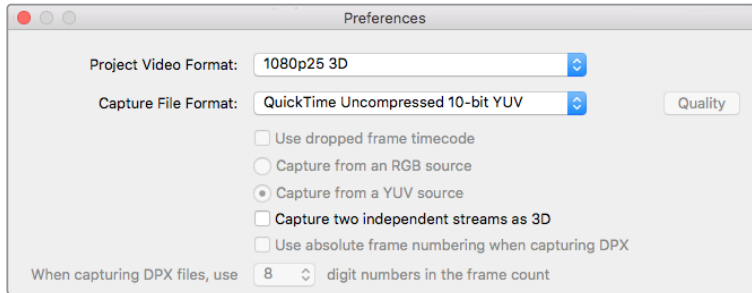 Preferences
Project Video Format: 1080p25 3D
Capture File Format: QuickTime Uncompressed 10-bit YUV Quality
Use dropped frame timecode
Capture from an RGB source
Capture from a YUV source
Capture two independent streams as 3D
Use absolute frame numbering when capturing DPX
When capturing DPX files, use 8 digit numbers in the frame count